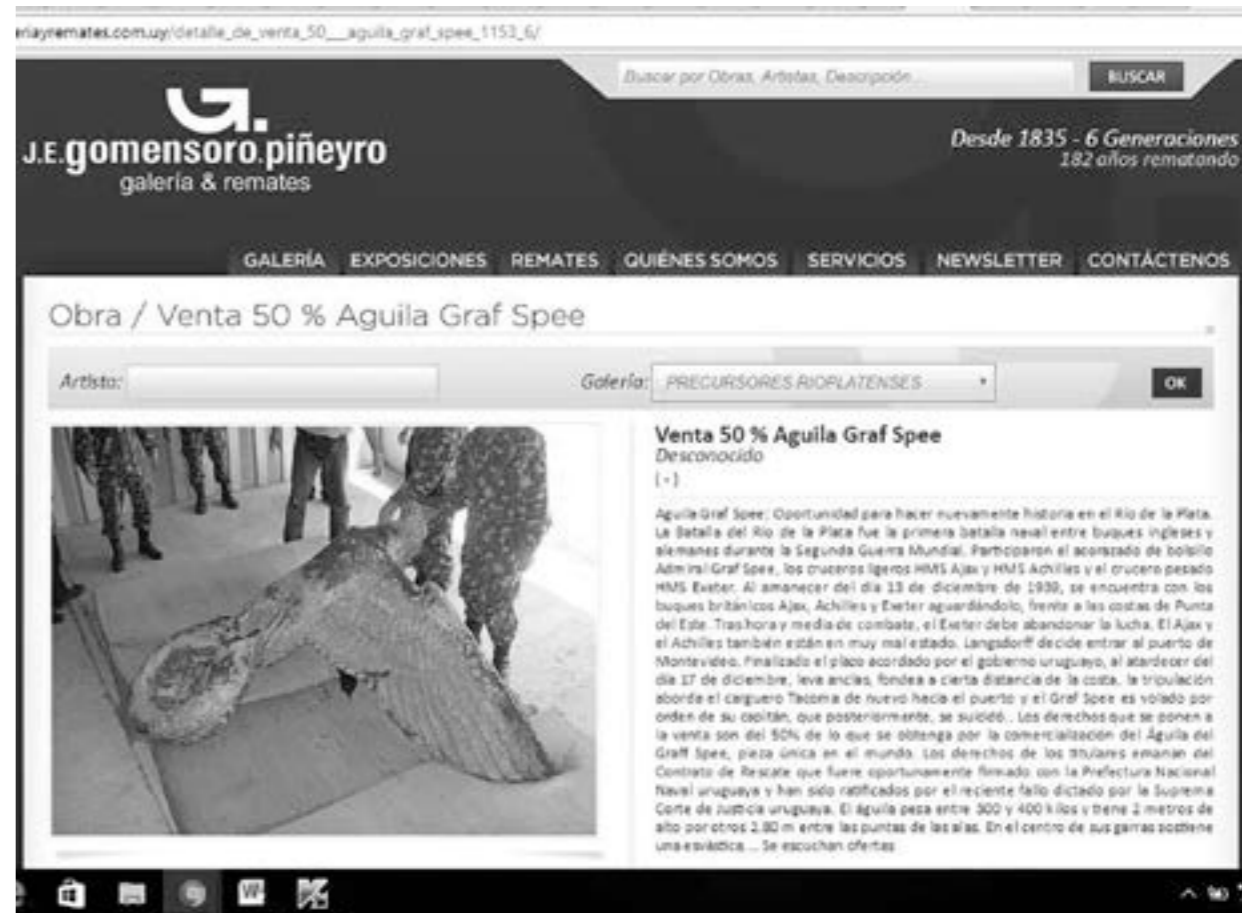 eriayremates.com.uy/detalle_de_venta_50__aguila_graf_spee_1153_6/
Buscar por Obras, Artistas, Descripción...
BUSCAR
G.
J.E.gomensoro.piñeyro
galería & remates
Desde 1835 - 6 Generaciones
182 años rematando
GALERÍA EXPOSICIONES REMATES QUIÉNES SOMOS SERVICIOS NEWSLETTER CONTÁCTENOS
Obra / Venta 50 % Aguila Graf Spee
Artista:
Galería: PRECURSORES RIOPLATENSES
OK
Venta 50 % Aguila Graf Spee
Desconocido
( - )
Aguila Graf Spee: Oportunidad para hacer nuevamente historia en el Río de la Plata.
La Batalla del Río de la Plata fue la primera batalla naval entre buques ingleses y
alemanes durante la Segunda Guerra Mundial. Participaron el acorazado de bolsillo
Admiral Graf Spee, los cruceros ligeros HMS Ajax y HMS Achilles y el crucero pesado
HMS Exeter. Al amanecer del día 13 de diciembre de 1939, se encuentra con los
buques británicos Ajax, Achilles y Exeter aguardándolo, frente a las costas de Punta
del Este. Tras hora y media de combate, el Exeter debe abandonar la lucha. El Ajax y
el Achilles también están en muy mal estado. Langsdorff decide entrar al puerto de
Montevideo. Finalizado el plazo acordado por el gobierno uruguayo, al atardecer del
día 17 de diciembre, leva anclas, fondea a cierta distancia de la costa, la tripulación
aborda el carguero Tacoma de nuevo hacia el puerto y el Graf Spee es volado por
orden de su capitán, que posteriormente, se suicidó.. Los derechos que se ponen a
la venta son del 50% de lo que se obtenga por la comercialización del Águila del
Graff Spee, pieza única en el mundo. Los derechos de los titulares emanan del
Contrato de Rescate que fuere oportunamente firmado con la Prefectura Nacional
Naval uruguaya y han sido ratificados por el reciente fallo dictado por la Suprema
Corte de Justicia uruguaya. El águila pesa entre 300 y 400 kilos y tiene 2 metros de
alto por otros 2.80 m entre las puntas de las alas. En el centro de sus garras sostiene
una esvástica ... Se escuchan ofertas